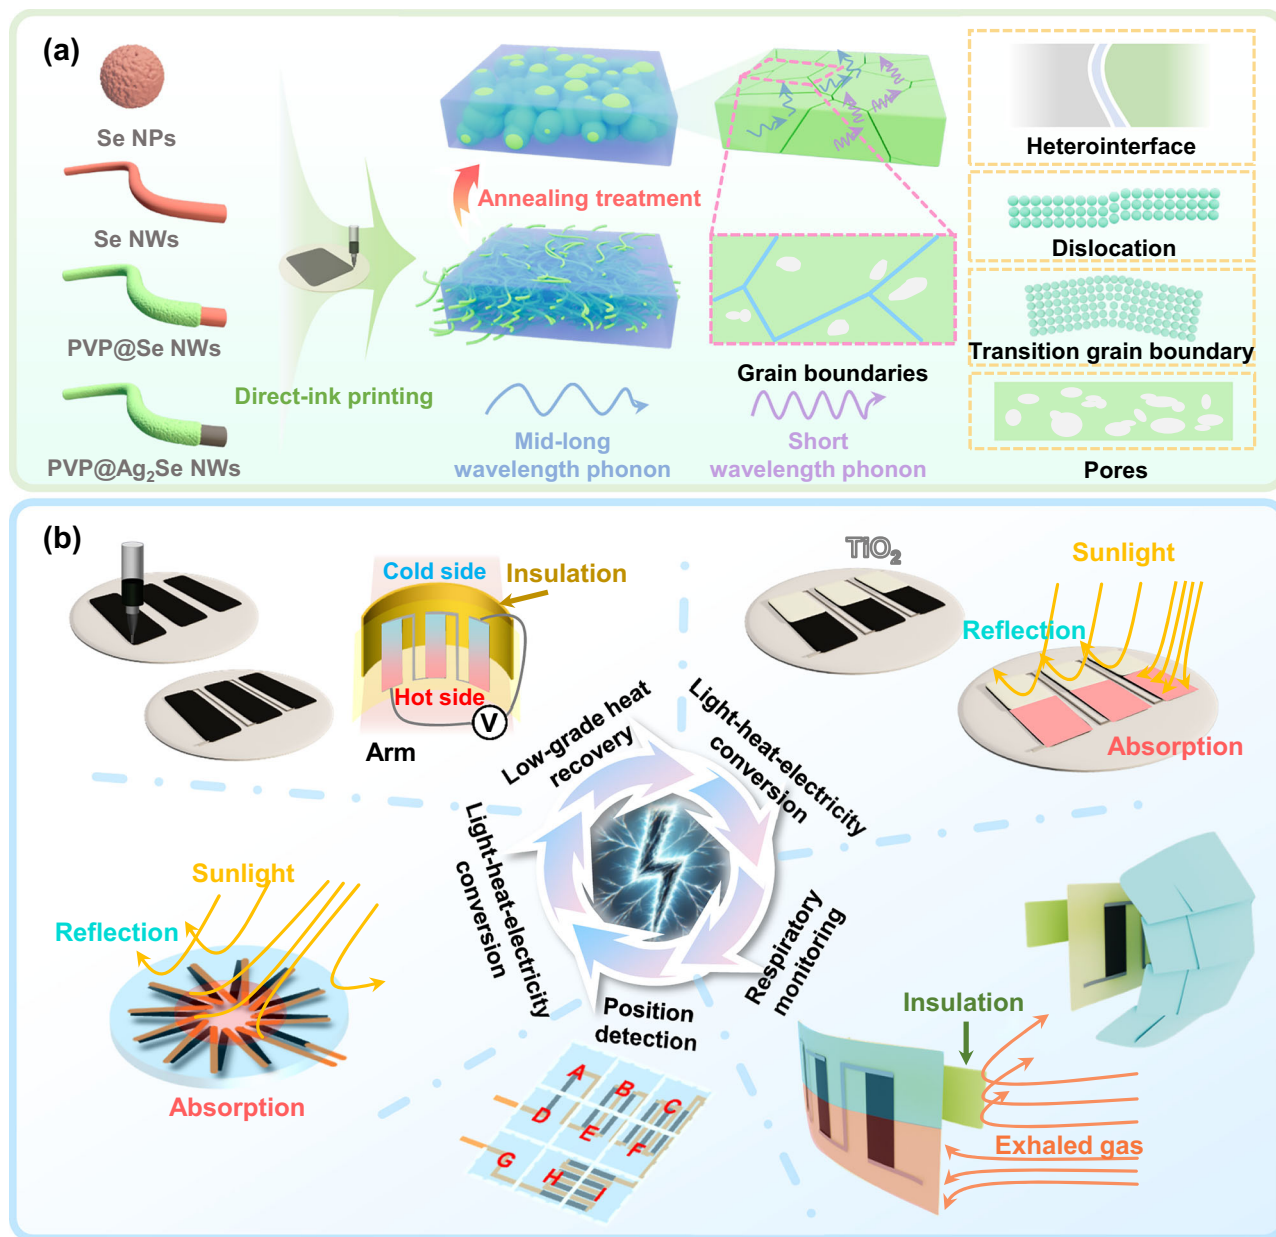 (a)
Se NPs
Se NWs
PVP@Se NWs
PVP@Ag₂Se NWs
Direct-ink printing
Annealing treatment
Mid-long
wavelength phonon
Grain boundaries
Short
wavelength phonon
Heterointerface
Dislocation
Transition grain boundary
Pores
(b)
Cold side
Insulation
Hot side
V
Arm
TiO₂
Sunlight
Reflection
Absorption
Low-grade heat
recovery
Light-heat-electricity
conversion
Light-heat-electricity
conversion
Respiratory
monitoring
Position
detection
Sunlight
Reflection
Absorption
A
B
C
D
E
F
G
H
I
Insulation
Exhaled gas